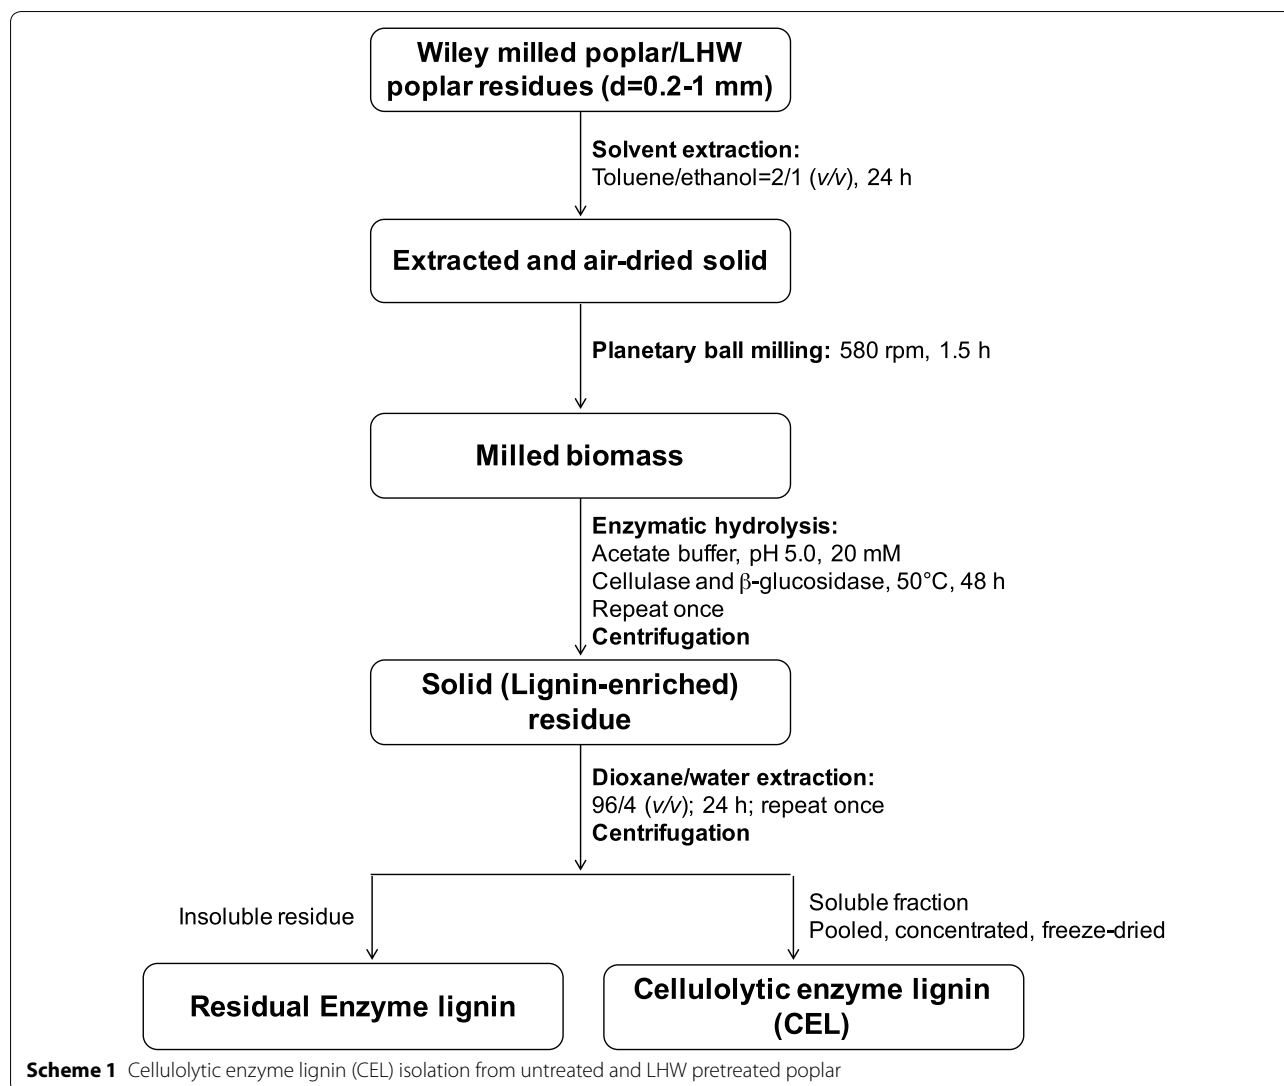 Wiley milled poplar/LHW
poplar residues (d=0.2-1 mm)
Solvent extraction:
Toluene/ethanol=2/1 (v/v), 24 h
Extracted and air-dried solid
Planetary ball milling: 580 rpm, 1.5 h
Milled biomass
Enzymatic hydrolysis:
Acetate buffer, pH 5.0, 20 mM
Cellulase and β-glucosidase, 50°C, 48 h
Repeat once
Centrifugation
Solid (Lignin-enriched)
residue
Dioxane/water extraction:
96/4 (v/v); 24 h; repeat once
Centrifugation
Insoluble residue
Soluble fraction
Pooled, concentrated, freeze-dried
Residual Enzyme lignin
Cellulolytic enzyme lignin
(CEL)
Scheme 1 Cellulolytic enzyme lignin (CEL) isolation from untreated and LHW pretreated poplar